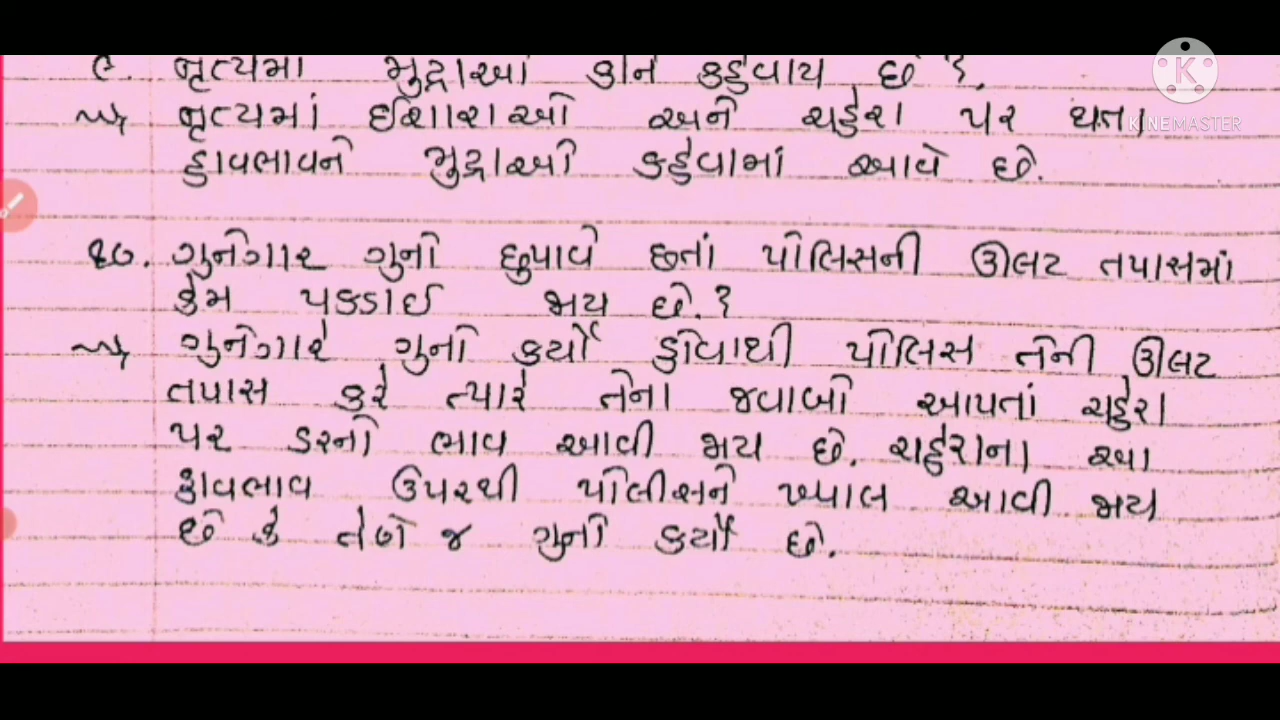 ૯. નૃત્યમાં મુદ્રાઓ કોને કહેવાય છે ?
નૃત્યમાં ઈશારાઓ અને ચહેરા પર થતા
હાવભાવને મુદ્રાઓ કહેવામાં આવે છે.
૧૦. ગુનેગાર ગુનો છુપાવે છતાં પોલિસની ઊલટ તપાસમાં
કેમ પકડાઈ જાય છે.?
ગુનેગારે ગુનો કર્યો હોવાથી પોલિસ તેની ઊલટ
તપાસ કરે ત્યારે તેના જવાબો આપતાં ચહેરા
પર ડરનો ભાવ આવી જાય છે. ચહેરાના આ
હાવભાવ ઉપરથી પોલીસને ખ્યાલ આવી જાય
છે કે તેણે જ ગુનો કર્યો છે.
KINEMASTER